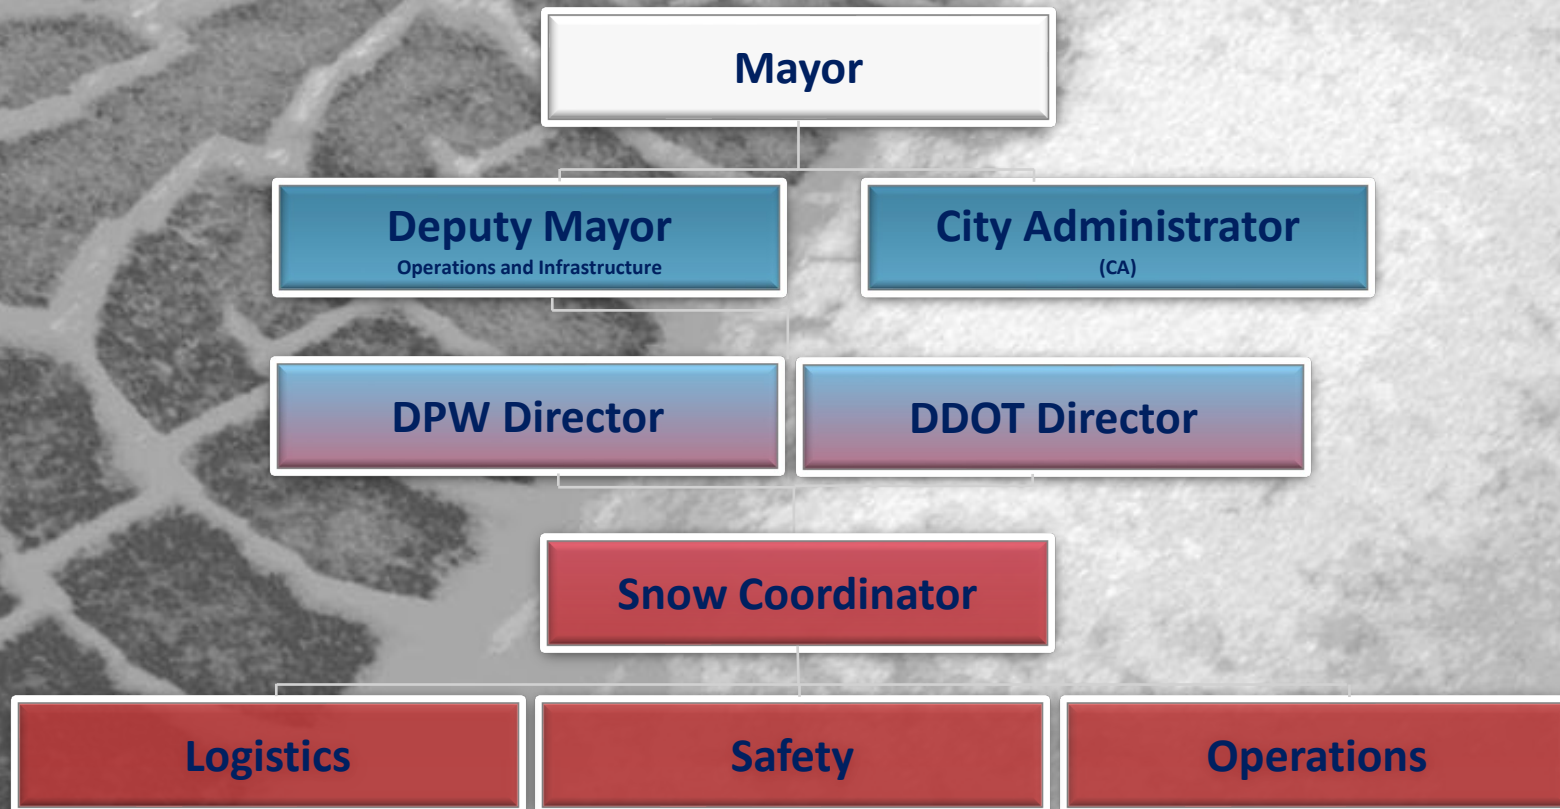 Mayor
Deputy Mayor
Operations and Infrastructure
City Administrator
(CA)
DPW Director
DDOT Director
Snow Coordinator
Logistics
Safety
Operations